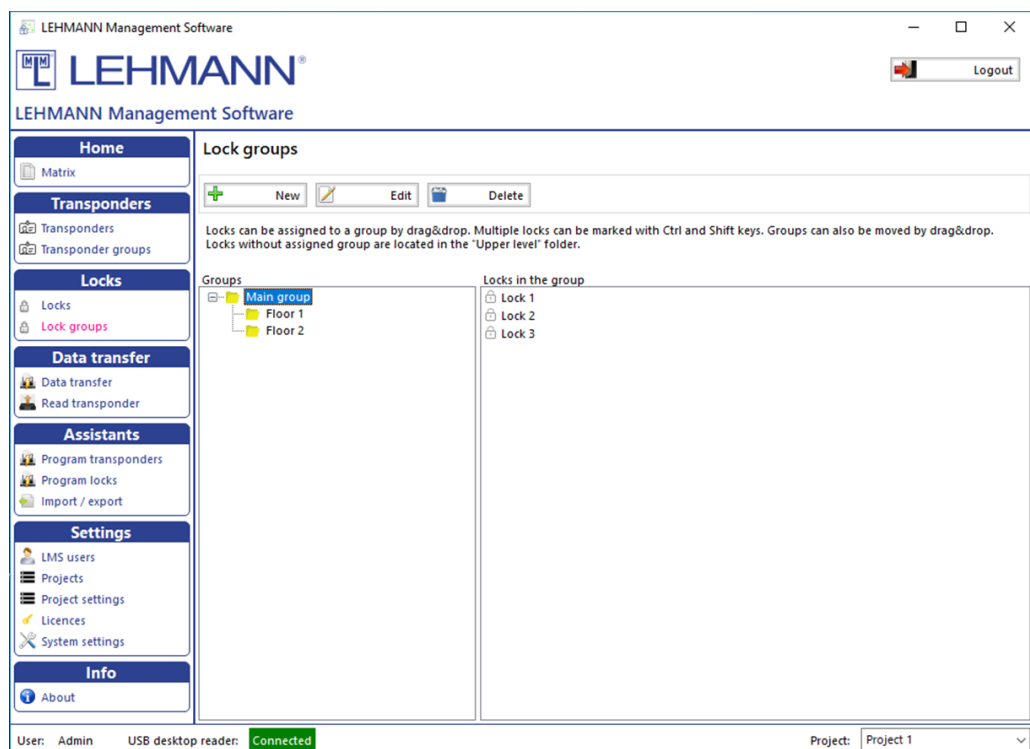 LEHMANN Management Software
LEHMANN®
Logout
LEHMANN Management Software
Home
Matrix
Transponders
Transponders
Transponder groups
Locks
Locks
Lock groups
Data transfer
Data transfer
Read transponder
Assistants
Program transponders
Program locks
Import / export
Settings
LMS users
Projects
Project settings
Licences
System settings
Info
About
Lock groups
New Edit Delete
Locks can be assigned to a group by drag&drop. Multiple locks can be marked with Ctrl and Shift keys. Groups can also be moved by drag&drop.
Locks without assigned group are located in the "Upper level" folder.
Groups
Main group
Floor 1
Floor 2
Locks in the group
Lock 1
Lock 2
Lock 3
User: Admin USB desktop reader: Connected Project: Project 1